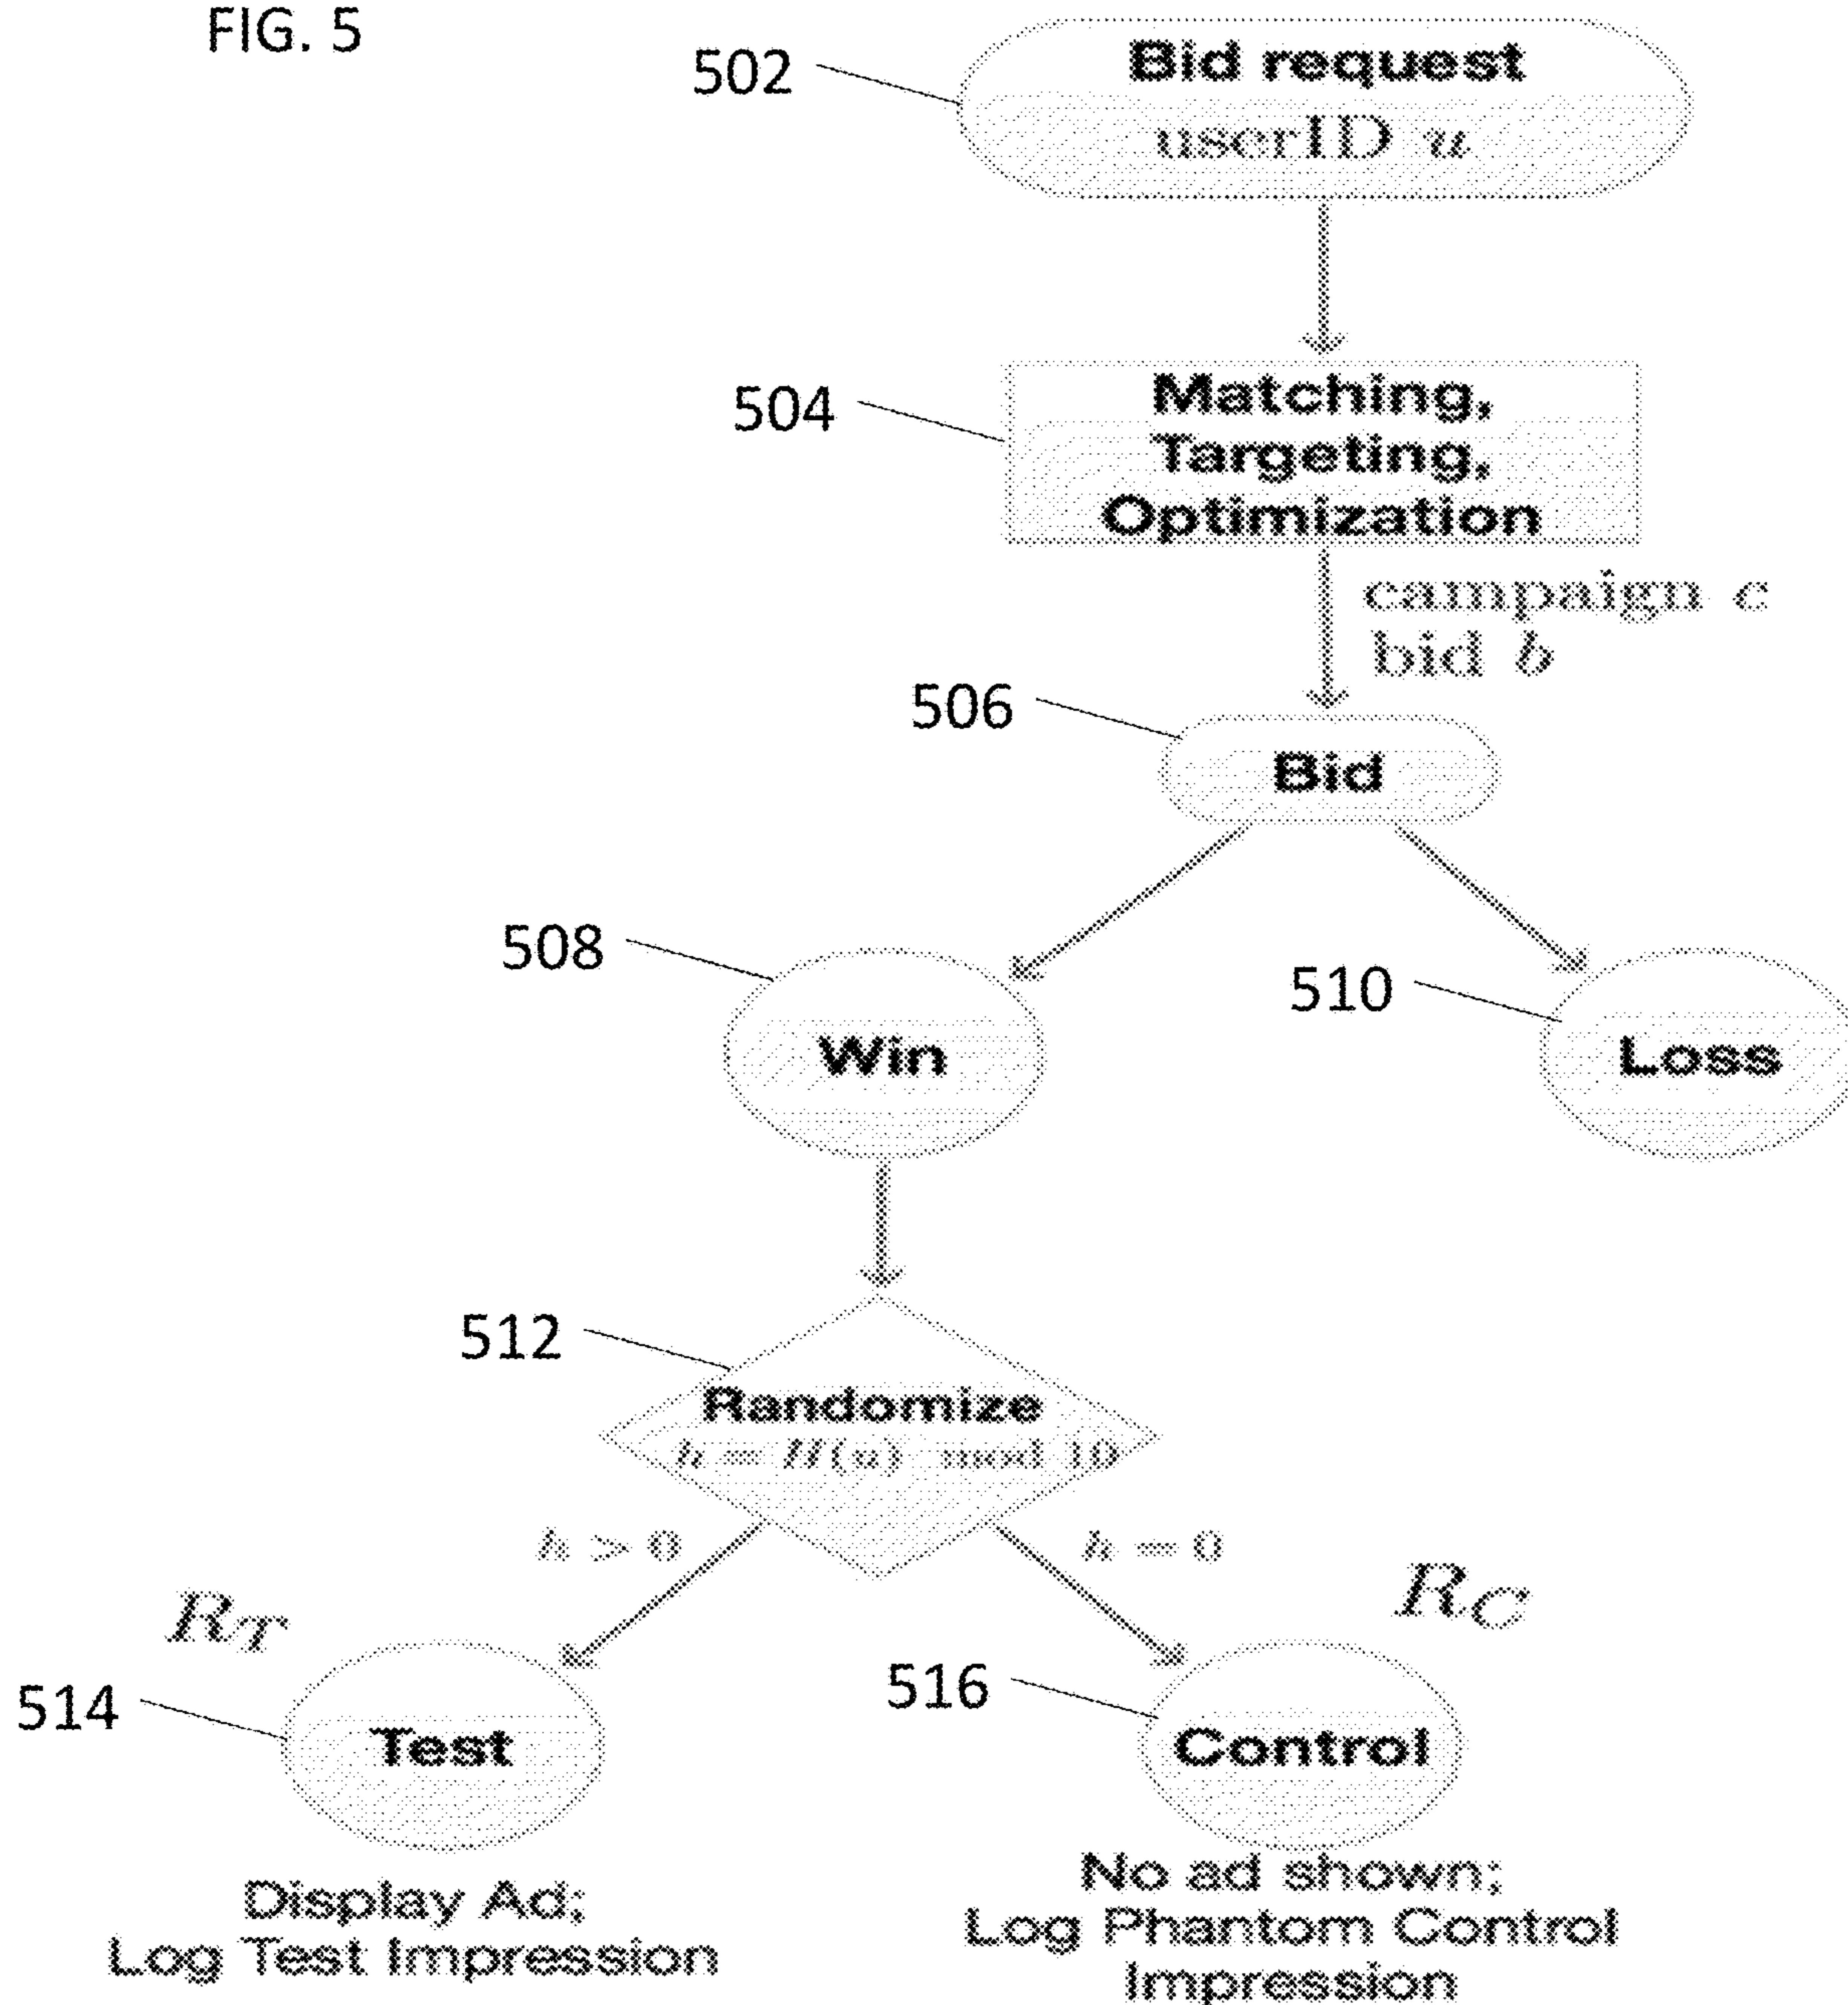 FIG. 5
502
Bid request
userID u
504
Matching,
Targeting,
Optimization
campaign c
bid b
506
Bid
508
Win
510
Loss
512
Randomize
h = H(u) mod 10
h > 0
h = 0
R_T
R_C
514
Test
516
Control
Display Ad;
Log Test Impression
No ad shown;
Log Phantom Control
Impression